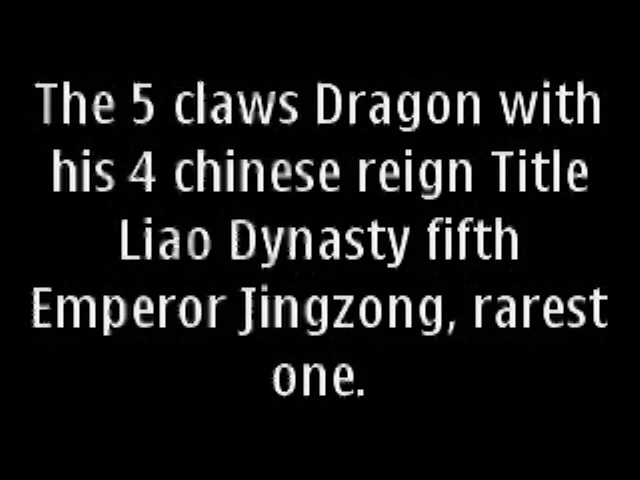 The 5 claws Dragon with
his 4 chinese reign Title
Liao Dynasty fifth
Emperor Jingzong, rarest
one.